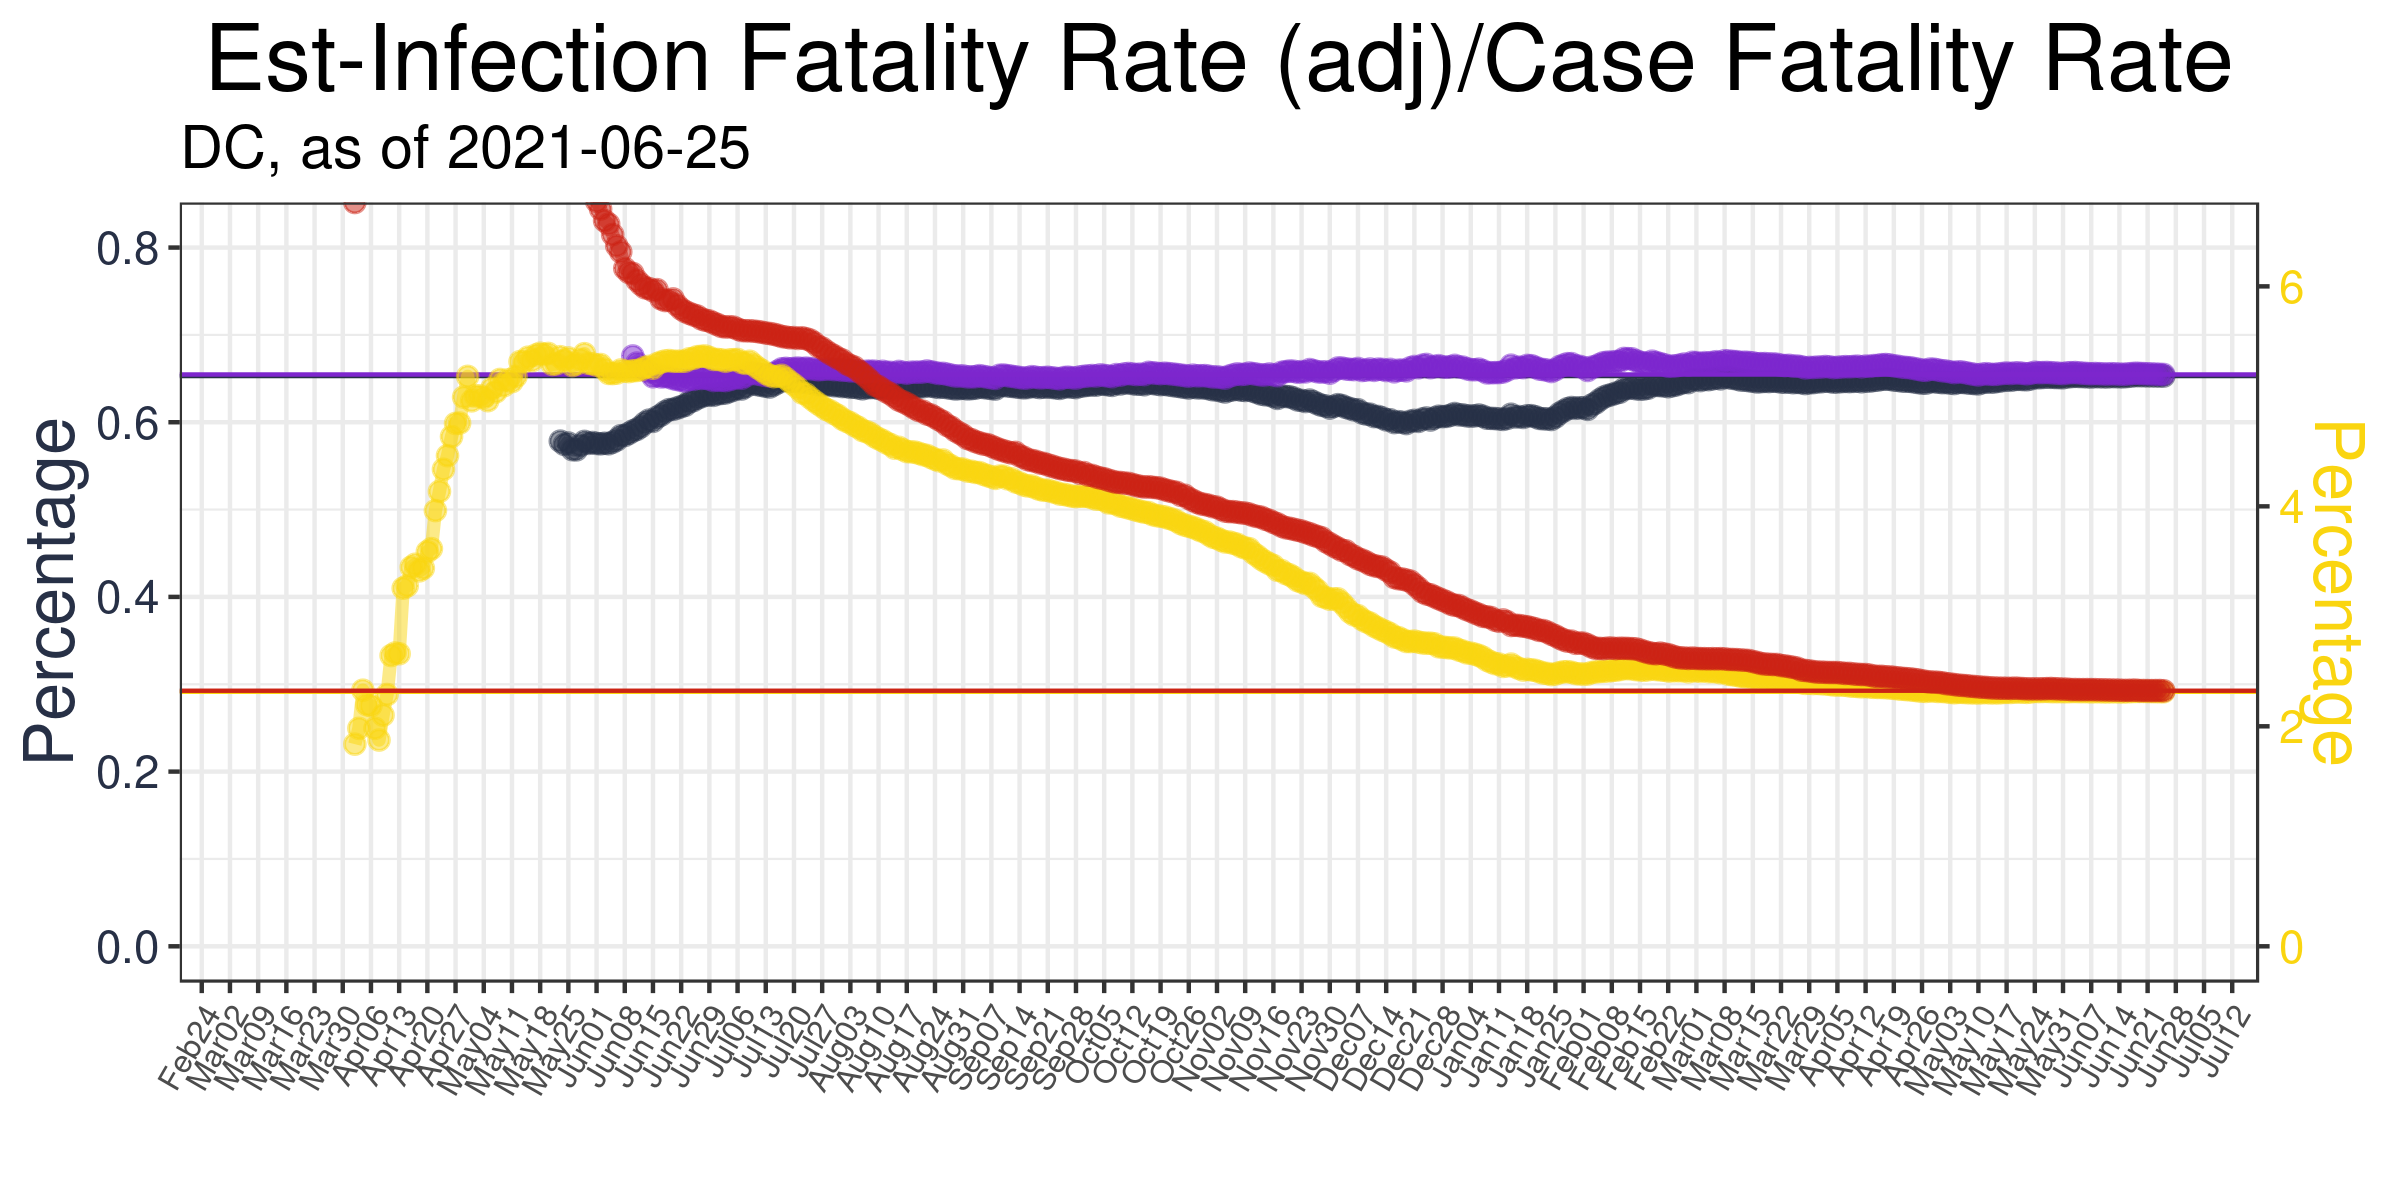 Est-Infection Fatality Rate (adj)/Case Fatality Rate
DC, as of 2021-06-25
Percentage
0.8
0.6
0.4
0.2
0.0
6
4
2
0
Percentage
Feb24
Mar02
Mar09
Mar16
Mar23
Mar30
Apr06
Apr13
Apr20
Apr27
May04
May11
May18
May25
Jun01
Jun08
Jun15
Jun22
Jun29
Jul06
Jul13
Jul20
Jul27
Aug03
Aug10
Aug17
Aug24
Aug31
Sep07
Sep14
Sep21
Sep28
Oct05
Oct12
Oct19
Oct26
Nov02
Nov09
Nov16
Nov23
Nov30
Dec07
Dec14
Dec21
Dec28
Jan04
Jan11
Jan18
Jan25
Feb01
Feb08
Feb15
Feb22
Mar01
Mar08
Mar15
Mar22
Mar29
Apr05
Apr12
Apr19
Apr26
May03
May10
May17
May24
May31
Jun07
Jun14
Jun21
Jun28
Jul05
Jul12